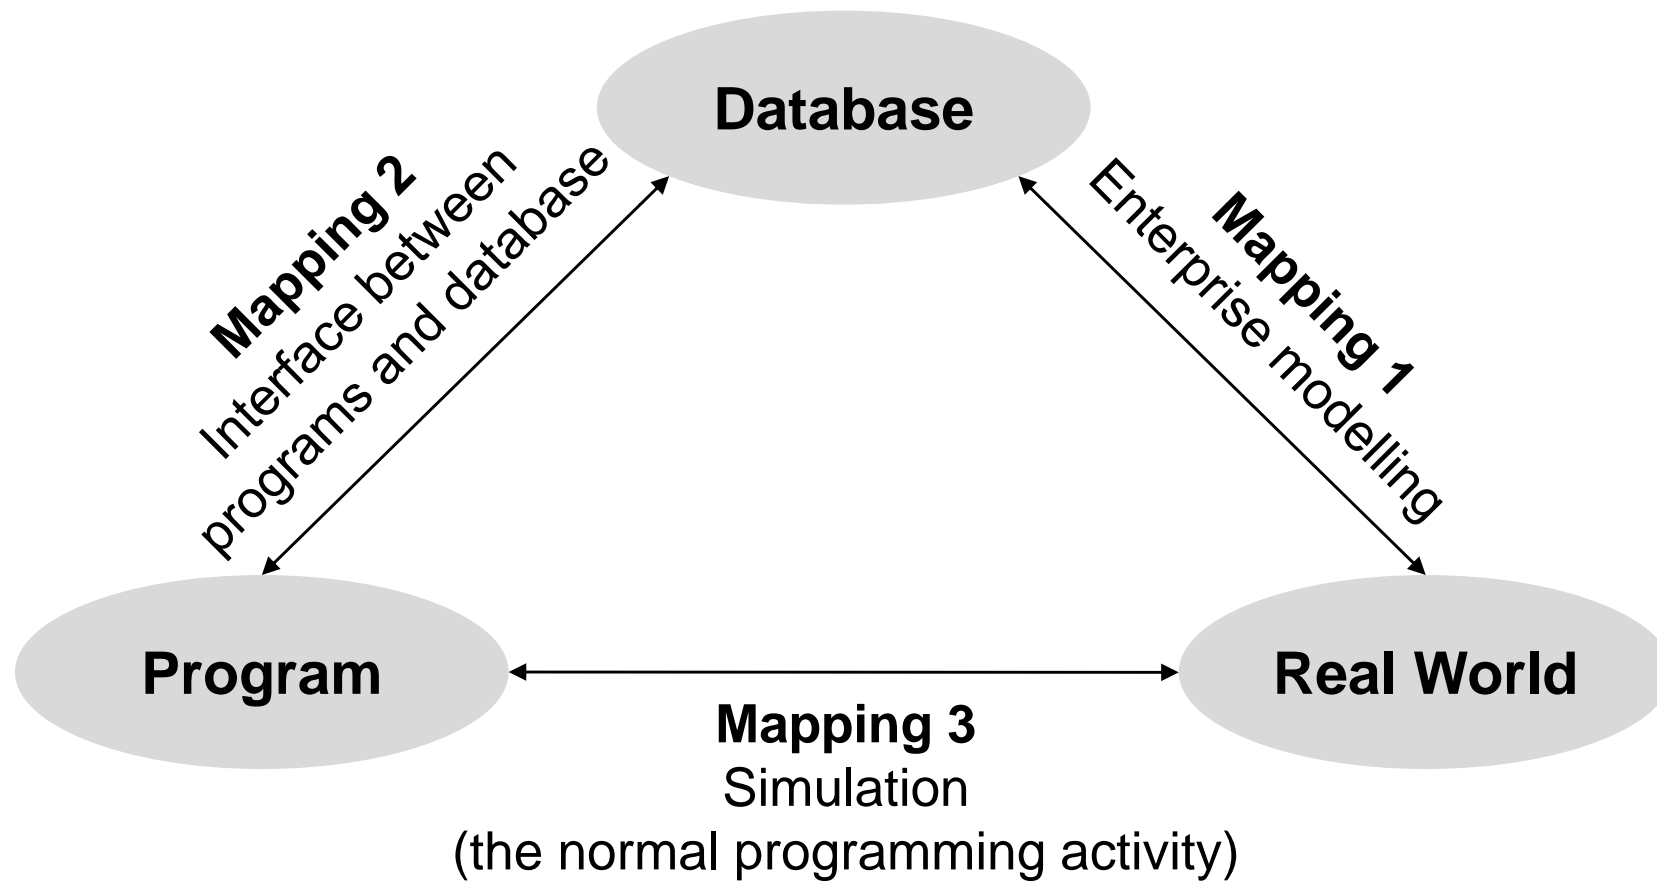 Database
Mapping 2
Interface between
programs and database
Mapping 1
Enterprise modelling
Program
Real World
Mapping 3
Simulation
(the normal programming activity)